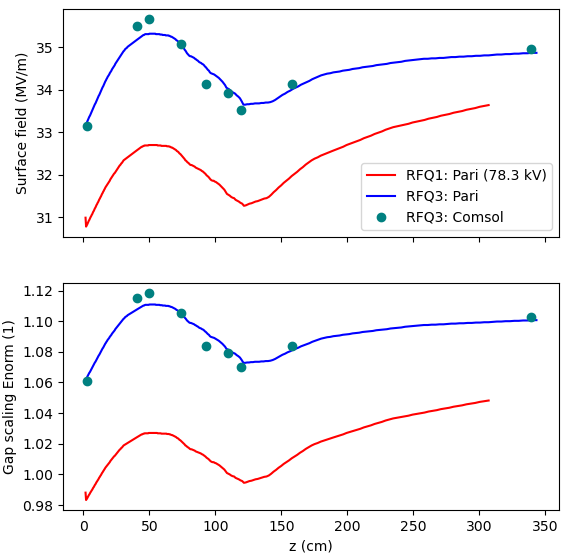 Surface field (MV/m)
35
34
33
32
31
RFQ1: Pari (78.3 kV)
RFQ3: Pari
RFQ3: Comsol
Gap scaling Enorm (1)
1.12
1.10
1.08
1.06
1.04
1.02
1.00
0.98
0 50 100 150 200 250 300 350
z (cm)